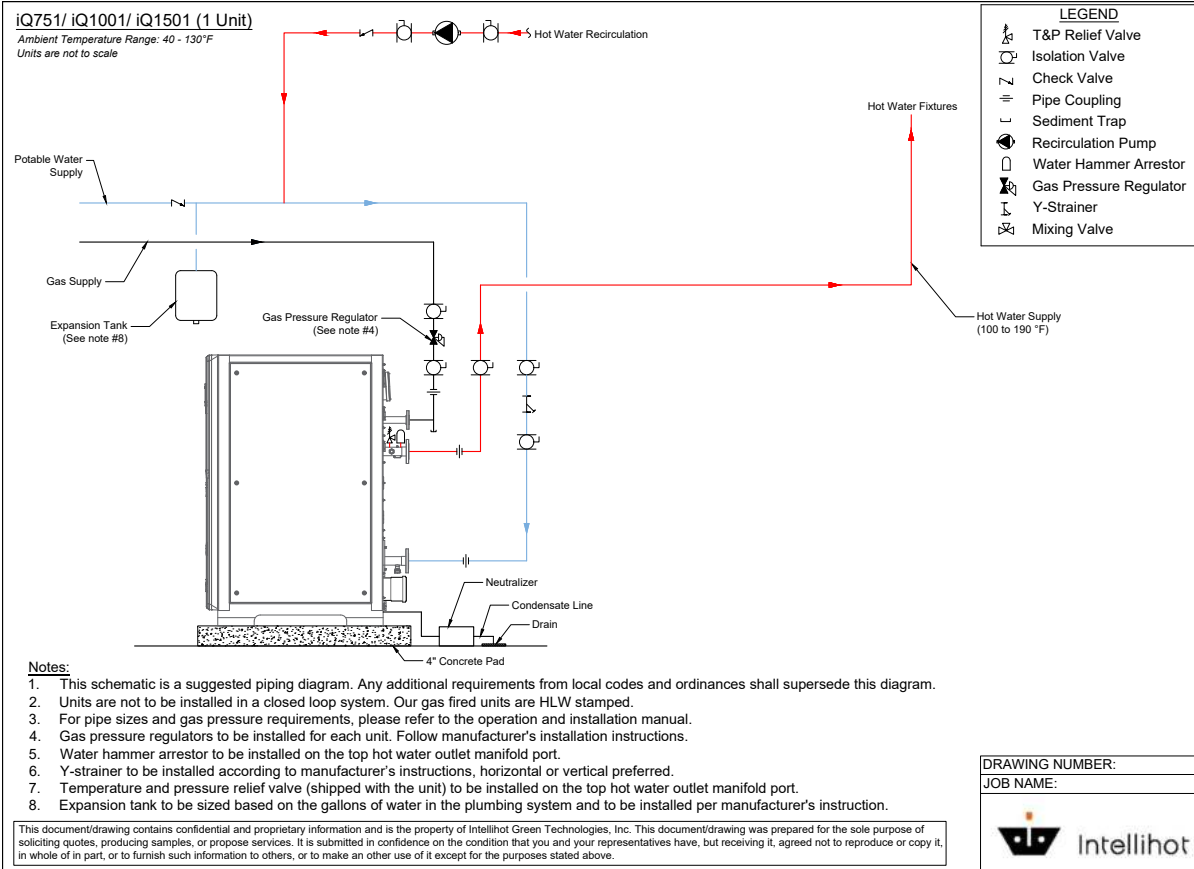 iQ751/ iQ1001/ iQ1501 (1 Unit)
Ambient Temperature Range: 40 - 130°F
Units are not to scale
Hot Water Recirculation
LEGEND
T&P Relief Valve
Isolation Valve
Check Valve
Pipe Coupling
Sediment Trap
Recirculation Pump
Water Hammer Arrestor
Gas Pressure Regulator
Y-Strainer
Mixing Valve
Hot Water Fixtures
Potable Water
Supply
Gas Supply
Expansion Tank
(See note #8)
Gas Pressure Regulator
(See note #4)
Hot Water Supply
(100 to 190 °F)
Neutralizer
Condensate Line
Drain
4" Concrete Pad
Notes:
1. This schematic is a suggested piping diagram. Any additional requirements from local codes and ordinances shall supersede this diagram.
2. Units are not to be installed in a closed loop system. Our gas fired units are HLW stamped.
3. For pipe sizes and gas pressure requirements, please refer to the operation and installation manual.
4. Gas pressure regulators to be installed for each unit. Follow manufacturer's installation instructions.
5. Water hammer arrestor to be installed on the top hot water outlet manifold port.
6. Y-strainer to be installed according to manufacturer's instructions, horizontal or vertical preferred.
7. Temperature and pressure relief valve (shipped with the unit) to be installed on the top hot water outlet manifold port.
8. Expansion tank to be sized based on the gallons of water in the plumbing system and to be installed per manufacturer's instruction.
This document/drawing contains confidential and proprietary information and is the property of Intellihot Green Technologies, Inc. This document/drawing was prepared for the sole purpose of
soliciting quotes, producing samples, or propose services. It is submitted in confidence on the condition that you and your representatives have, but receiving it, agreed not to reproduce or copy it,
in whole of in part, or to furnish such information to others, or to make an other use of it except for the purposes stated above.
DRAWING NUMBER:
JOB NAME:
Intellihot